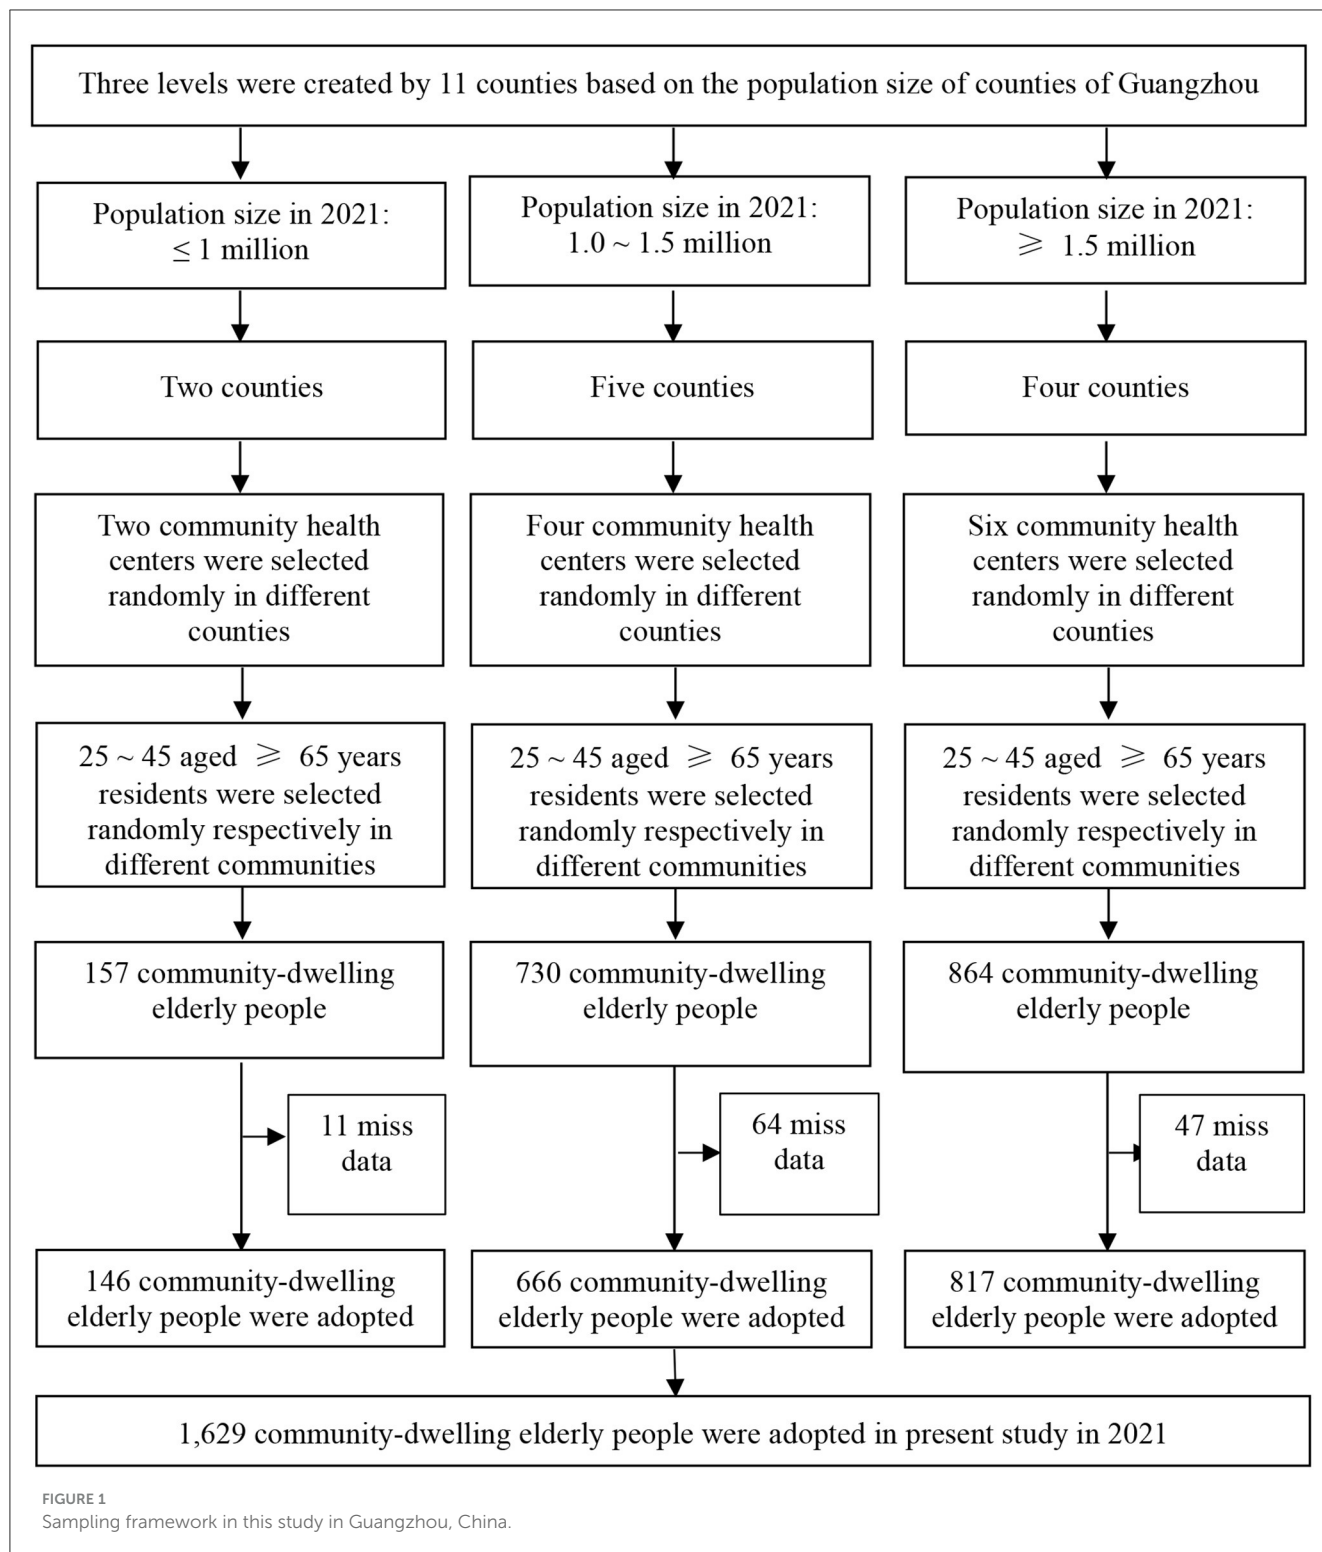 Three levels were created by 11 counties based on the population size of counties of Guangzhou
Population size in 2021:
≤ 1 million
Population size in 2021:
1.0 ~ 1.5 million
Population size in 2021:
⩾ 1.5 million
Two counties
Five counties
Four counties
Two community health
centers were selected
randomly in different
counties
Four community health
centers were selected
randomly in different
counties
Six community health
centers were selected
randomly in different
counties
25 ~ 45 aged ⩾ 65 years
residents were selected
randomly respectively in
different communities
25 ~ 45 aged ⩾ 65 years
residents were selected
randomly respectively in
different communities
25 ~ 45 aged ⩾ 65 years
residents were selected
randomly respectively in
different communities
157 community-dwelling
elderly people
730 community-dwelling
elderly people
864 community-dwelling
elderly people
11 miss
data
64 miss
data
47 miss
data
146 community-dwelling
elderly people were adopted
666 community-dwelling
elderly people were adopted
817 community-dwelling
elderly people were adopted
1,629 community-dwelling elderly people were adopted in present study in 2021
FIGURE 1
Sampling framework in this study in Guangzhou, China.